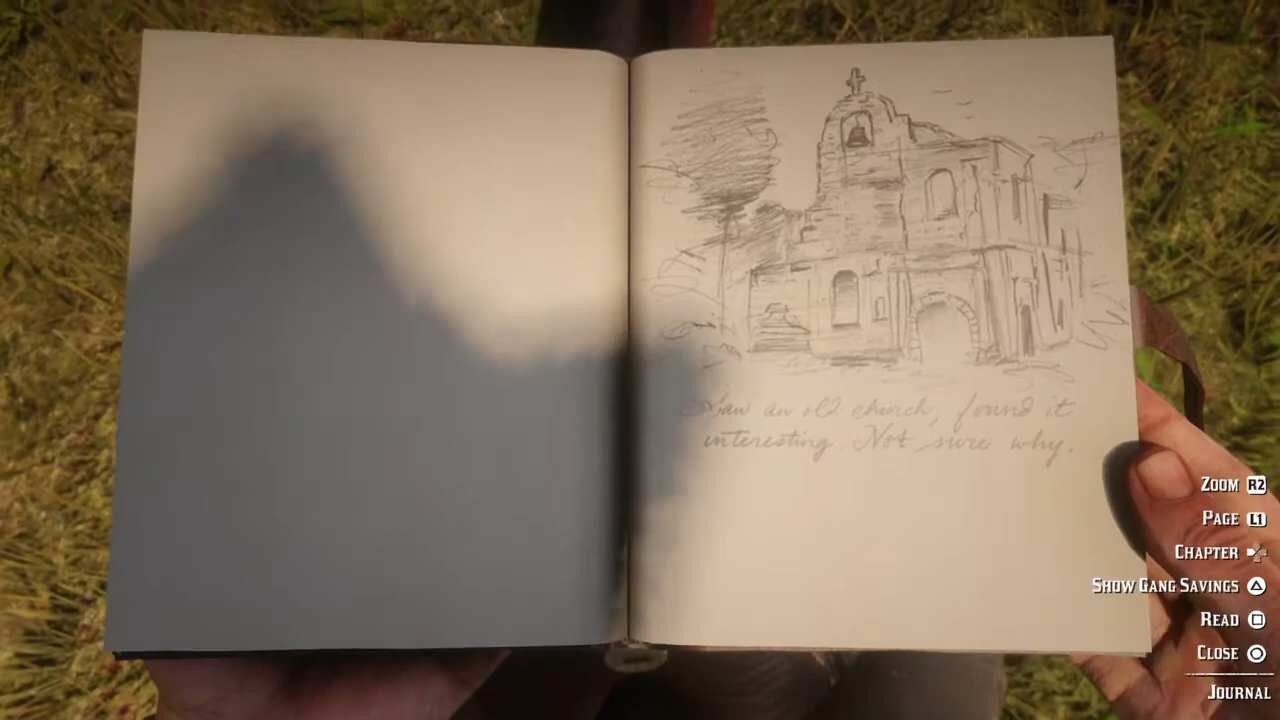 Saw an old church, found it
interesting. Not sure why.
ZOOM R2
PAGE L1
CHAPTER
SHOW GANG SAVINGS
READ
CLOSE
JOURNAL